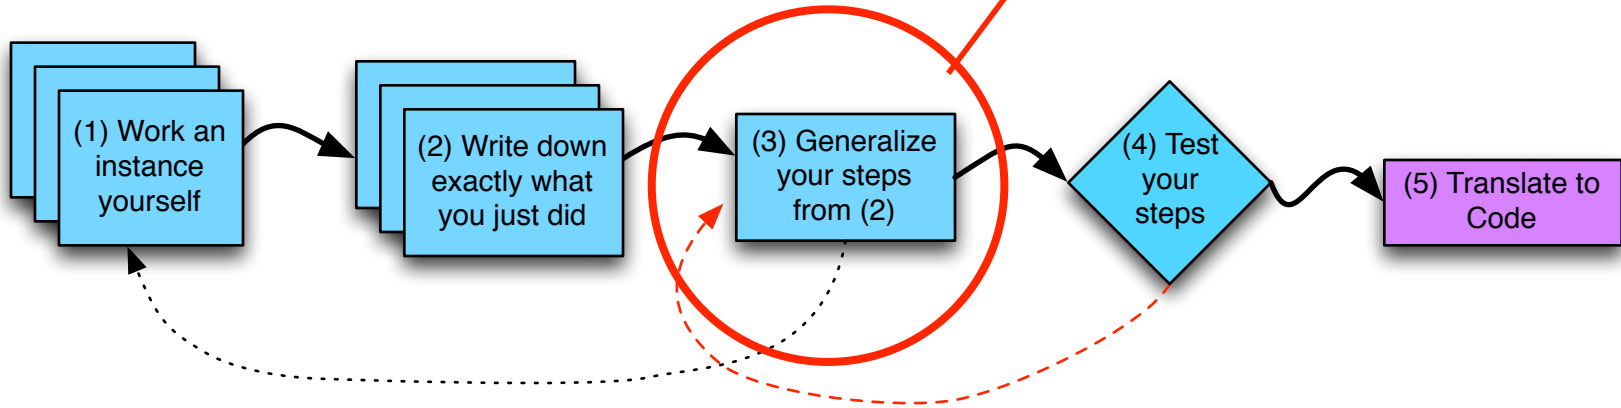 (1) Work an
instance
yourself
(2) Write down
exactly what
you just did
(3) Generalize
your steps
from (2)
(4) Test
your
steps
(5) Translate to
Code